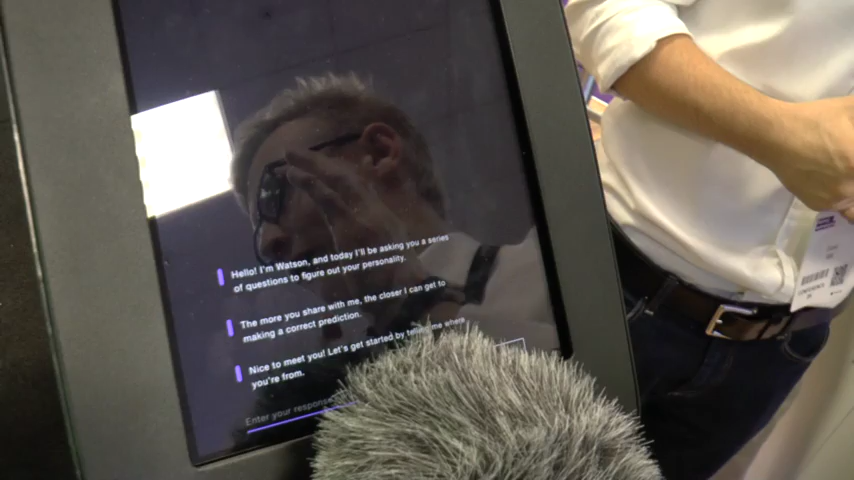 Hello! I'm Watson, and today I'll be asking you a series
of questions to figure out your personality.
The more you share with me, the closer I can get to
making a correct prediction.
Nice to meet you! Let's get started by telling me where
you're from.
Enter your response